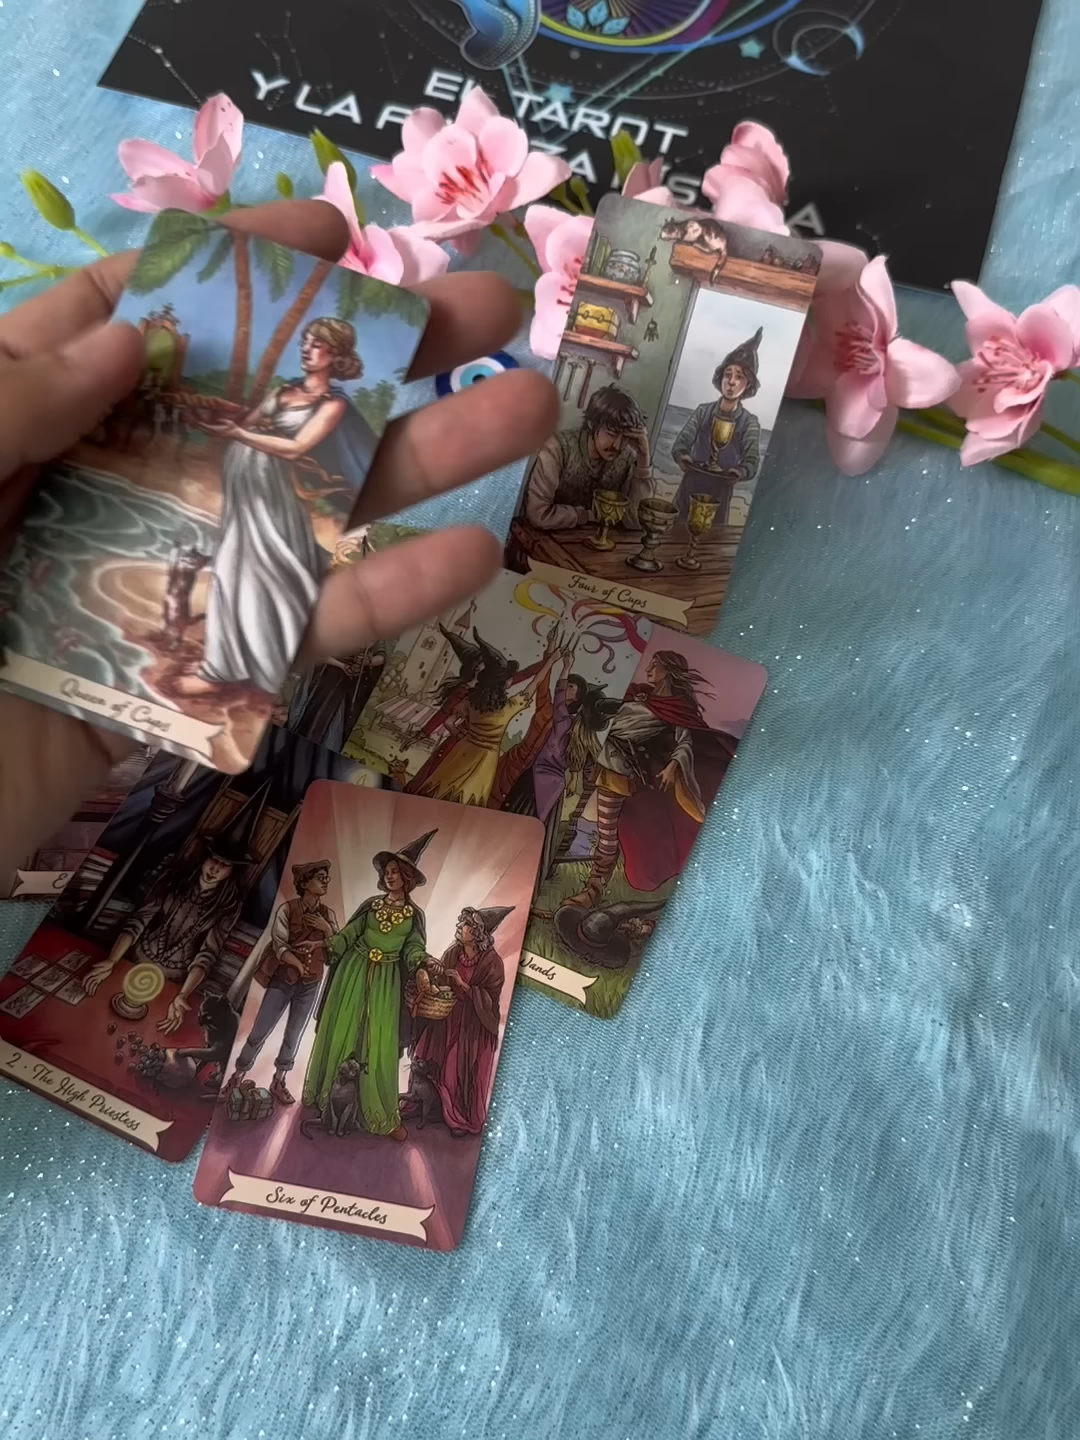 EL TAROT
Y LA
Four of Cups
Queen of Cups
Wands
2 · The High Priestess
Six of Pentacles